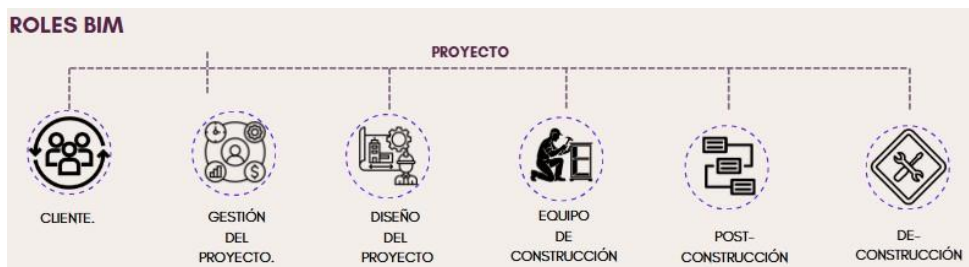 ROLES BIM
PROYECTO
CLIENTE.
GESTIÓN
DEL
PROYECTO.
DISEÑO
DEL
PROYECTO
EQUIPO
DE
CONSTRUCCIÓN
POST-
CONSTRUCCIÓN
DE-
CONSTRUCCIÓN